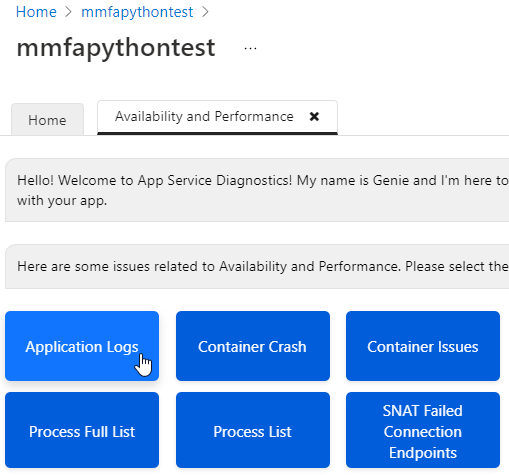 Home > mmfapythontest >
mmfapythontest ...
Home
Availability and Performance ✖
Hello! Welcome to App Service Diagnostics! My name is Genie and I'm here to
with your app.
Here are some issues related to Availability and Performance. Please select the
Application Logs
Container Crash
Container Issues
Process Full List
Process List
SNAT Failed
Connection
Endpoints